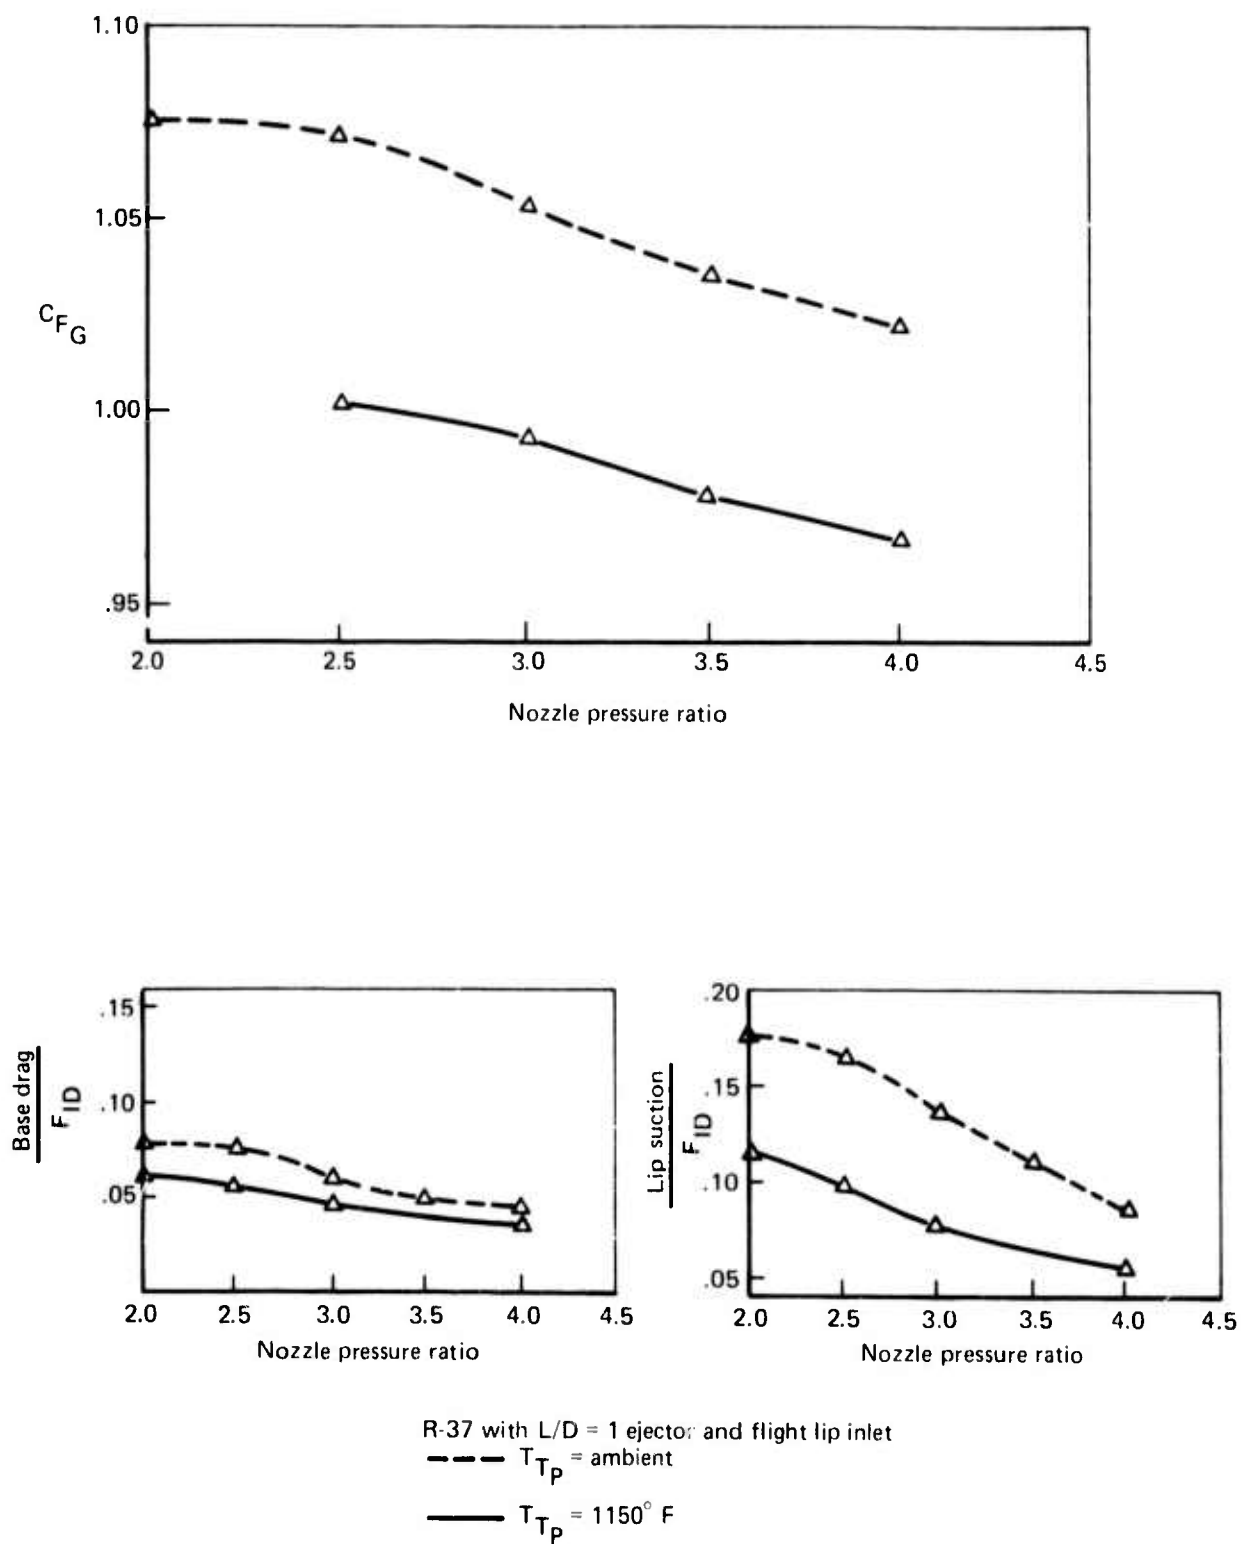 1.10
1.05
C_F_G
1.00
.95
2.0 2.5 3.0 3.5 4.0 4.5
Nozzle pressure ratio
.15
.10
.05
Base drag
F_ID
2.0 2.5 3.0 3.5 4.0 4.5
Nozzle pressure ratio
.20
.15
.10
.05
Lip suction
F_ID
2.0 2.5 3.0 3.5 4.0 4.5
Nozzle pressure ratio
R-37 with L/D = 1 ejector and flight lip inlet
T_T_P = ambient
T_T_P = 1150° F